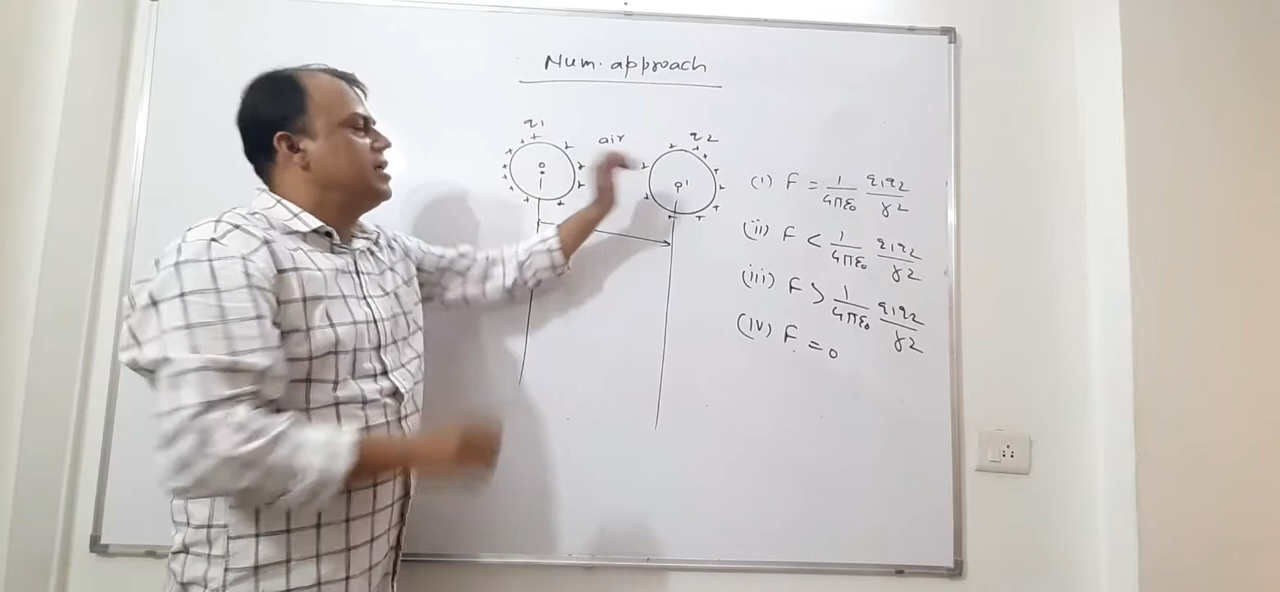 Num. approach
q1 air q2
o o'
(i) F = 1/4πε₀ q1q2/r2
(ii) F < 1/4πε₀ q1q2/r2
(iii) F > 1/4πε₀ q1q2/r2
(iv) F = 0